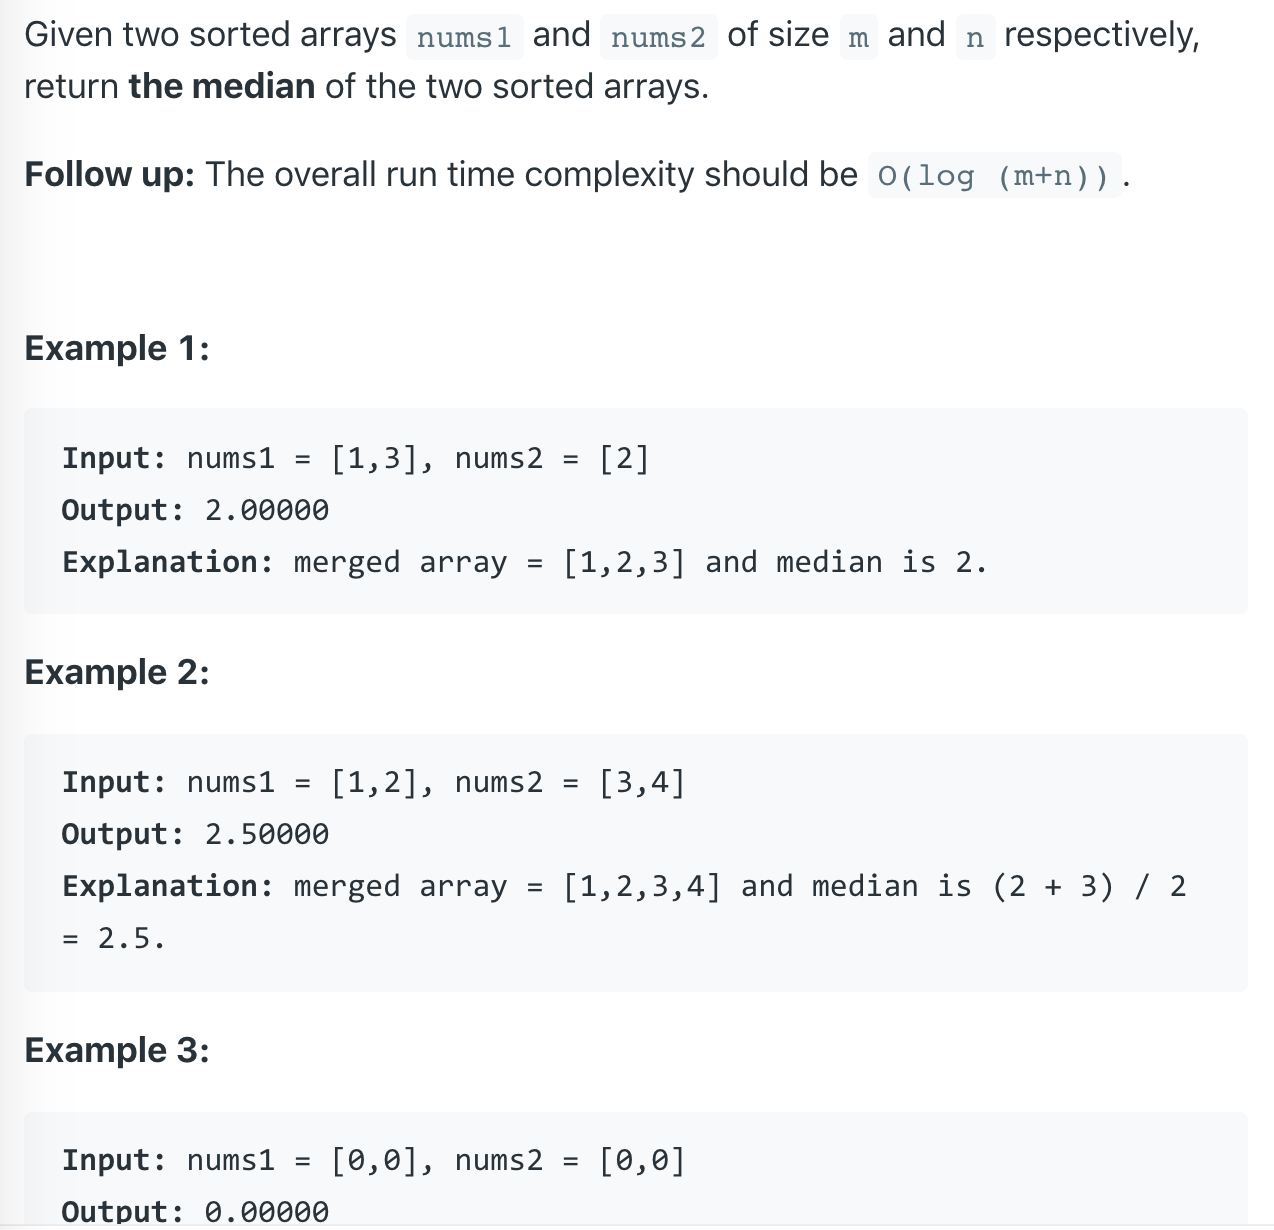 Given two sorted arrays nums1 and nums2 of size m and n respectively,
return the median of the two sorted arrays.
Follow up: The overall run time complexity should be O(log (m+n)).
Example 1:
Input: nums1 = [1,3], nums2 = [2]
Output: 2.00000
Explanation: merged array = [1,2,3] and median is 2.
Example 2:
Input: nums1 = [1,2], nums2 = [3,4]
Output: 2.50000
Explanation: merged array = [1,2,3,4] and median is (2 + 3) / 2
= 2.5.
Example 3:
Input: nums1 = [0,0], nums2 = [0,0]
Output: 0.00000